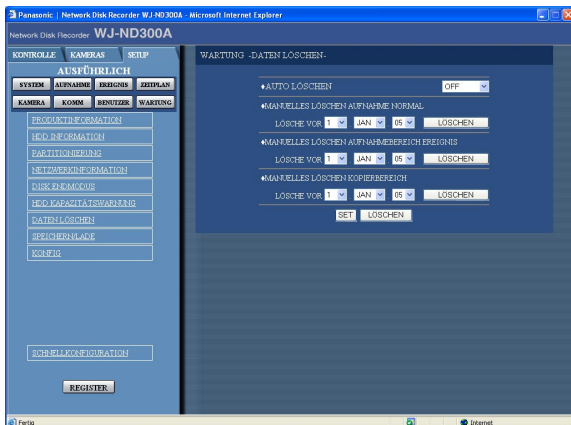 Panasonic | Network Disk Recorder WJ-ND300A - Microsoft Internet Explorer
Network Disk Recorder WJ-ND300A
KONTROLLE KAMERAS SETUP
AUSFÜHRLICH
SYSTEM AUFNAHME EREIGNIS ZEITPLAN
KAMERA KOMM BENUTZER WARTUNG
PRODUKTINFORMATION
HDD INFORMATION
PARTITIONIERUNG
NETZWERKINFORMATION
DISK ENDMODUS
HDD KAPAZITÄTSWARNUNG
DATEN LÖSCHEN
SPEICHERN/LADE
KONFIG
SCHNELLKONFIGURATION
REGISTER
WARTUNG -DATEN LÖSCHEN-
♦AUTO LÖSCHEN OFF
♦MANUELLES LÖSCHEN AUFNAHME NORMAL
LÖSCHE VOR 1 JAN 05 LÖSCHEN
♦MANUELLES LÖSCHEN AUFNAHMEBEREICH EREIGNIS
LÖSCHE VOR 1 JAN 05 LÖSCHEN
♦MANUELLES LÖSCHEN KOPIERBEREICH
LÖSCHE VOR 1 JAN 05 LÖSCHEN
SET LÖSCHEN
Fertig Internet